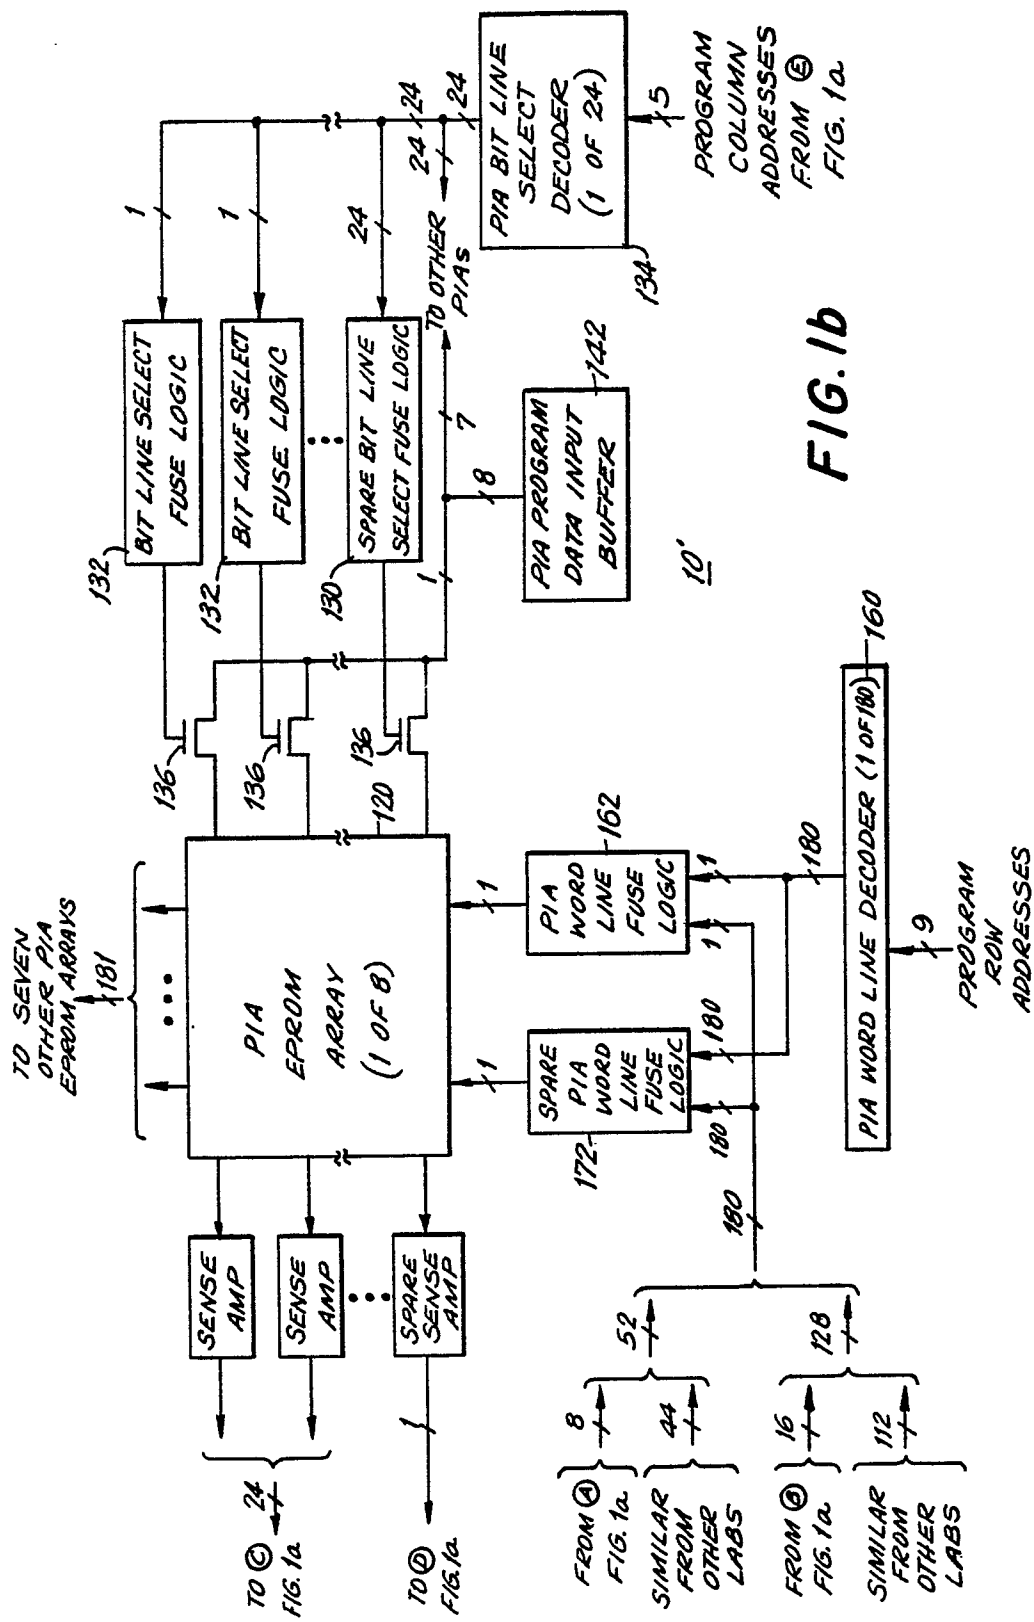 TO SEVEN
OTHER PIA
EPROM ARRAYS
181
SENSE
AMP
SENSE
AMP
SPARE
SENSE
AMP
24
TO Ⓒ
FIG. 1a
1
TO Ⓓ
FIG. 1a
PIA
EPROM
ARRAY
(1 OF 8)
120
136
136
136
132
BIT LINE SELECT
FUSE LOGIC
132
BIT LINE SELECT
FUSE LOGIC
130
SPARE BIT LINE
SELECT FUSE LOGIC
1
1
24
24
24
24
TO OTHER
PIAs
PIA BIT LINE
SELECT
DECODER
(1 OF 24)
134
5
PROGRAM
COLUMN
ADDRESSES
FROM Ⓔ
FIG. 1a
1
7
8
PIA PROGRAM
DATA INPUT
BUFFER
142
1
1
SPARE
PIA
WORD
LINE
FUSE
LOGIC
172
PIA
WORD
LINE
FUSE
LOGIC
162
180
180
1
1
180
180
PIA WORD LINE DECODER (1 OF 180)
160
9
PROGRAM
ROW
ADDRESSES
FROM Ⓐ
FIG. 1a
8
SIMILAR
FROM
OTHER
LABS
44
52
FROM Ⓑ
FIG. 1a
16
SIMILAR
FROM
OTHER
LABS
112
128
10'
FIG. 1b